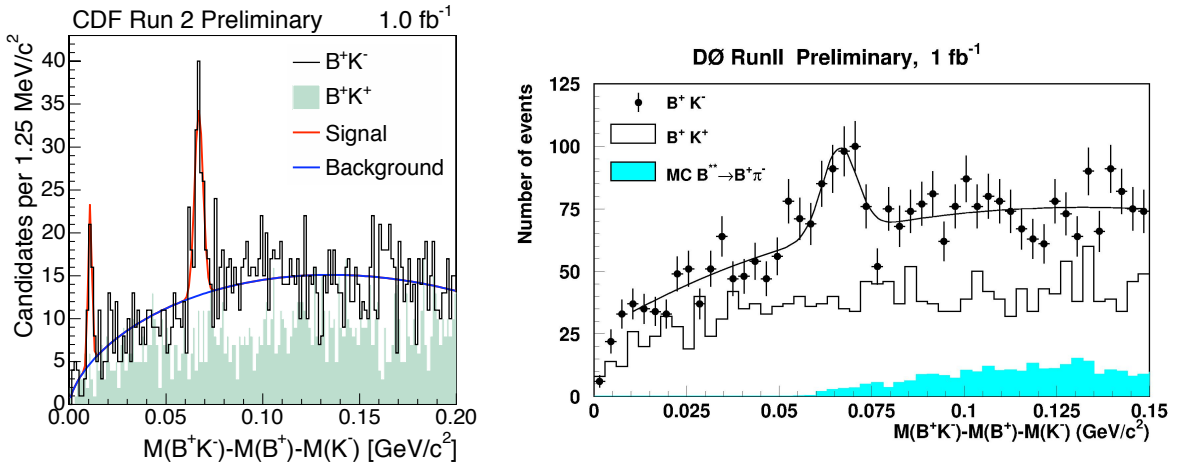 CDF Run 2 Preliminary 1.0 fb⁻¹
Candidates per 1.25 MeV/c²
40
35
30
25
20
15
10
5
0
B⁺K⁻
B⁺K⁺
Signal
Background
0.00 0.05 0.10 0.15 0.20
M(B⁺K⁻)-M(B⁺)-M(K⁻) [GeV/c²]
DØ RunII Preliminary, 1 fb⁻¹
Number of events
125
100
75
50
25
0
B⁺ K⁻
B⁺ K⁺
MC B**→B⁺π⁻
0 0.025 0.05 0.075 0.1 0.125 0.15
M(B⁺K⁻)-M(B⁺)-M(K⁻) (GeV/c²)